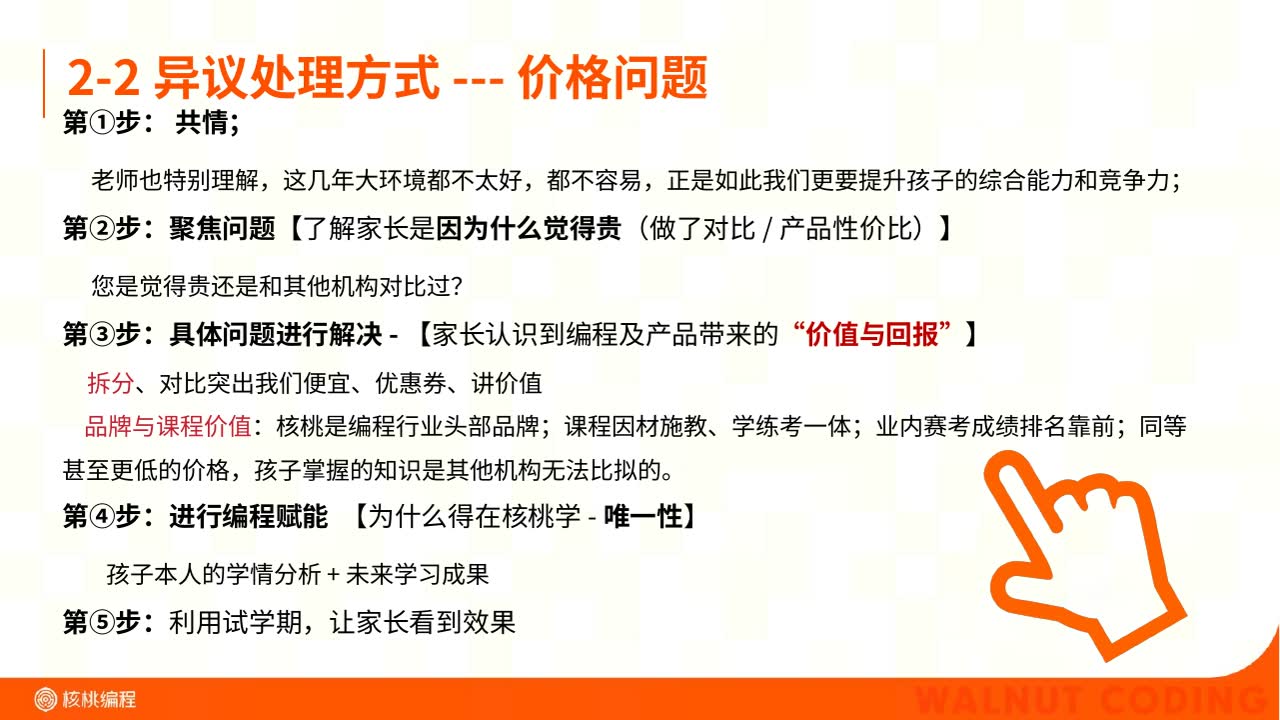 2-2 异议处理方式 --- 价格问题
第①步： 共情；
老师也特别理解，这几年大环境都不太好，都不容易，正是如此我们更要提升孩子的综合能力和竞争力；
第②步：聚焦问题【了解家长是因为什么觉得贵（做了对比 / 产品性价比）】
您是觉得贵还是和其他机构对比过？
第③步：具体问题进行解决 - 【家长认识到编程及产品带来的“价值与回报”】
拆分、对比突出我们便宜、优惠券、讲价值
品牌与课程价值：核桃是编程行业头部品牌；课程因材施教、学练考一体；业内赛考成绩排名靠前；同等
甚至更低的价格，孩子掌握的知识是其他机构无法比拟的。
第④步：进行编程赋能 【为什么得在核桃学 - 唯一性】
孩子本人的学情分析 + 未来学习成果
第⑤步：利用试学期，让家长看到效果
核桃编程
WALNUT CODING